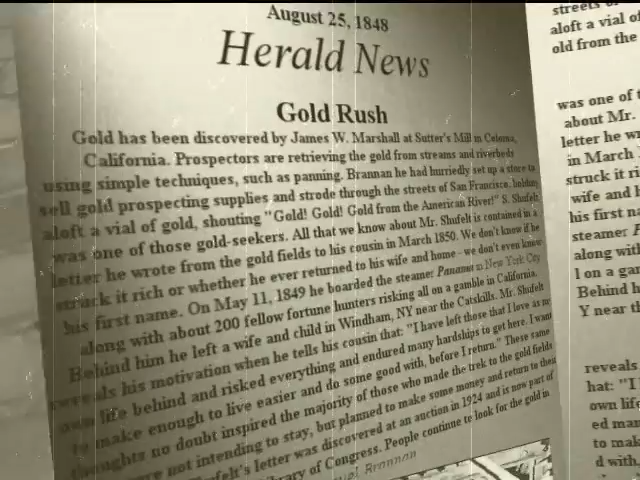 August 25, 1848
Herald News
Gold Rush
Gold has been discovered by James W. Marshall at Sutter's Mill in Coloma,
California. Prospectors are retrieving the gold from streams and riverbeds
using simple techniques, such as panning. Brannan he had hurriedly set up a store to
sell gold prospecting supplies and strode through the streets of San Francisco, holding
aloft a vial of gold, shouting "Gold! Gold! Gold from the American River!" S. Shufelt
was one of those gold-seekers. All that we know about Mr. Shufelt is contained in a
letter he wrote from the gold fields to his cousin in March 1850. We don't know if he
struck it rich or whether he ever returned to his wife and home - we don't even know
his first name. On May 11, 1849 he boarded the steamer Panama in New York City
along with about 200 fellow fortune hunters risking all on a gamble in California.
Behind him he left a wife and child in Windham, NY near the Catskills. Mr. Shufelt
reveals his motivation when he tells his cousin that: "I have left those that I love as my
own life behind and risked everything and endured many hardships to get here. I want
to make enough to live easier and do some good with, before I return." These same
thoughts no doubt inspired the majority of those who made the trek to the gold fields
were not intending to stay, but planned to make some money and return to their
letter was discovered at an auction in 1924 and is now part of
of Congress. People continue to look for the gold in
Brannan
streets of
aloft a vial of
old from the
was one of t
about Mr.
letter he w
in March
struck it ri
wife and h
his first n
steamer P
along with
l on a ga
Behind h
Y near th
reveals
hat: "I
own life
ed man
to mak
d with,